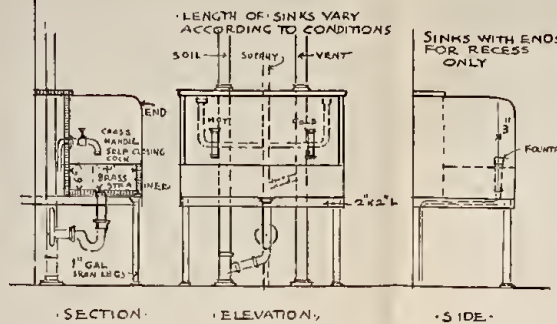 ·LENGTH OF SINKS VARY
ACCORDING TO CONDITIONS
SINKS WITH ENDS
FOR RECESS
ONLY
SOIL
SUPPLY
VENT
END
HOT
COLD
3"
CROSS
HANDLE
SELF CLOSING
COCK
BRASS
STRAINER
2"x2"L
1" GAL
IRON LEGS
·SECTION·
·ELEVATION·
·SIDE·